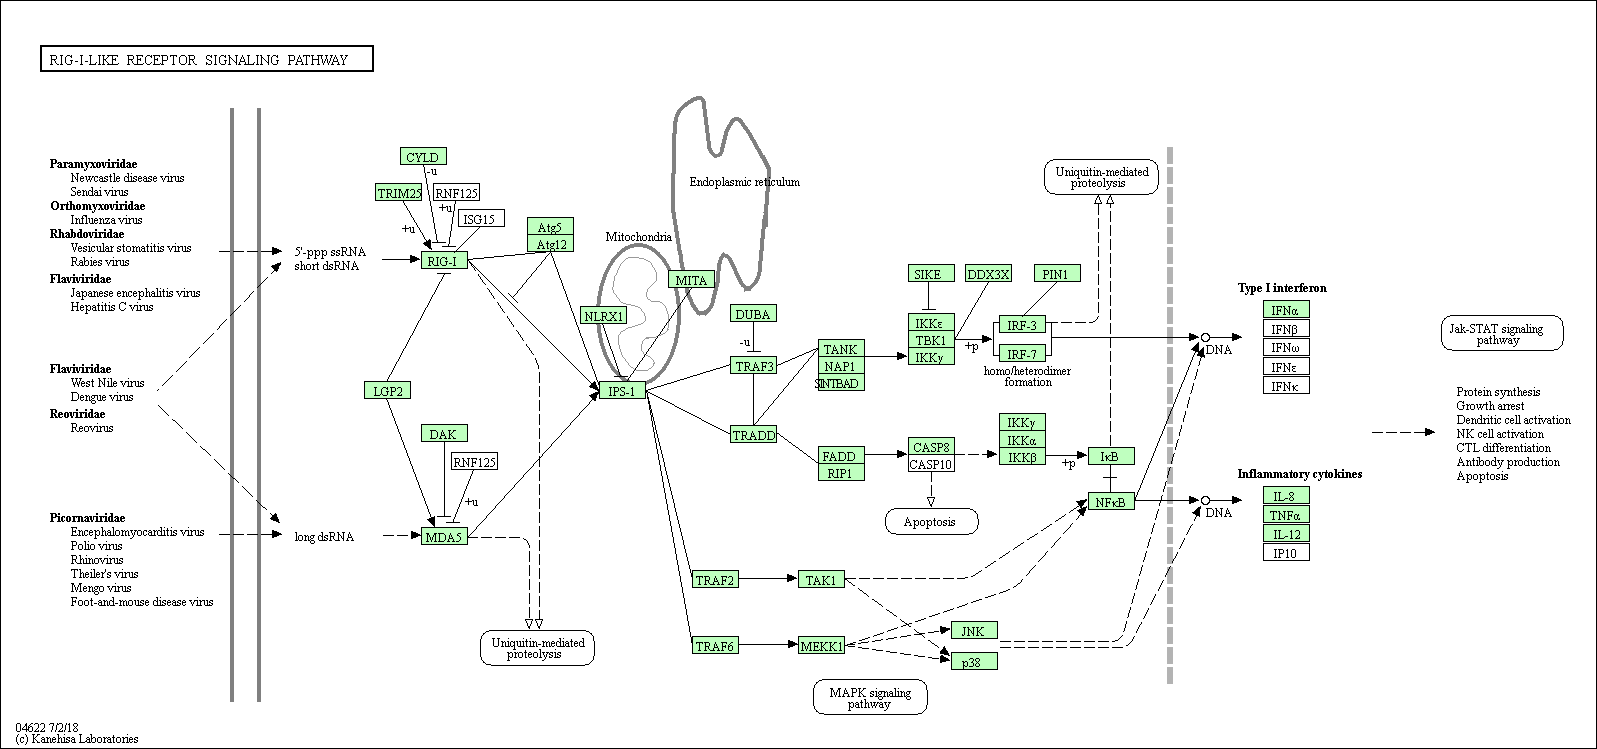 RIG-I-LIKE RECEPTOR SIGNALING PATHWAY
Paramyxoviridae
Newcastle disease virus
Sendai virus
Orthomyxoviridae
Influenza virus
Rhabdoviridae
Vesicular stomatitis virus
Rabies virus
Flaviviridae
Japanese encephalitis virus
Hepatitis C virus
Flaviviridae
West Nile virus
Dengue virus
Reoviridae
Reovirus
Picornaviridae
Encephalomyocarditis virus
Polio virus
Rhinovirus
Theiler's virus
Mengo virus
Foot-and-mouse disease virus
5'-ppp ssRNA
short dsRNA
long dsRNA
CYLD
-u
TRIM25
RNF125
+u
+u
ISG15
RIG-I
Atg5
Atg12
LGP2
DAK
RNF125
+u
MDA5
Uniquitin-mediated
proteolysis
Mitochondria
Endoplasmic reticulum
MITA
NLRX1
IPS-1
DUBA
-u
TRAF3
TRADD
TANK
NAP1
SINTBAD
FADD
RIP1
TRAF2
TAK1
TRAF6
MEKK1
MAPK signaling
pathway
SIKE
DDX3X
PIN1
IKKε
TBK1
IKKγ
+p
IRF-3
IRF-7
homo/heterodimer
formation
CASP8
CASP10
Apoptosis
IKKγ
IKKα
IKKβ
+p
IκB
NFκB
JNK
p38
Uniquitin-mediated
proteolysis
DNA
DNA
Type I interferon
IFNα
IFNβ
IFNω
IFNε
IFNκ
Inflammatory cytokines
IL-8
TNFα
IL-12
IP10
Jak-STAT signaling
pathway
Protein synthesis
Growth arrest
Dendritic cell activation
NK cell activation
CTL differentiation
Antibody production
Apoptosis
04622 7/2/18
(c) Kanehisa Laboratories